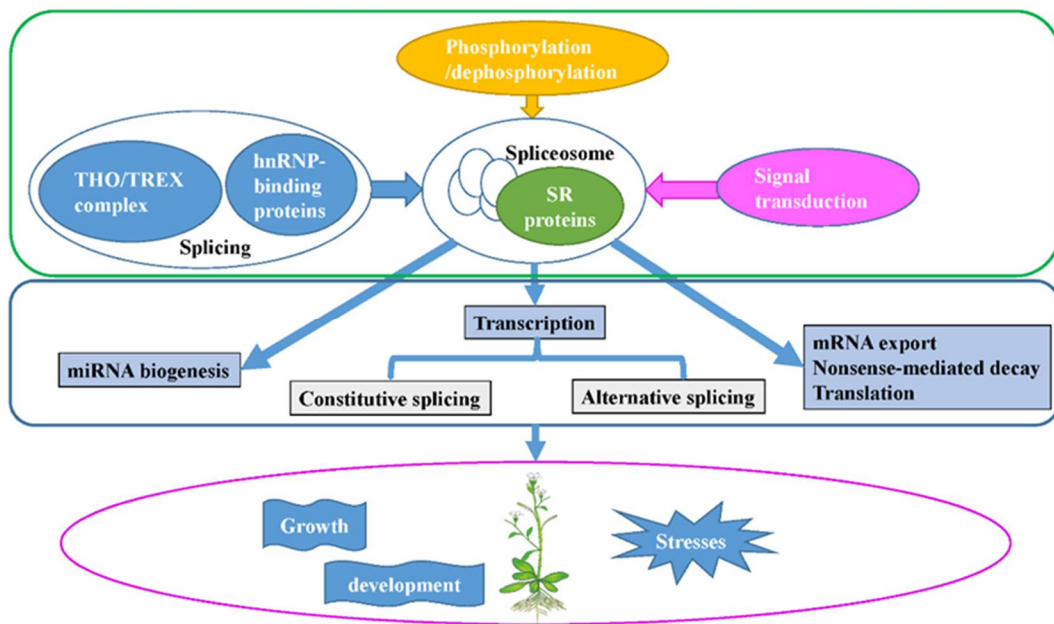 Phosphorylation
/dephosphorylation
THO/TREX
complex
hnRNP-
binding
proteins
Splicing
Spliceosome
SR
proteins
Signal
transduction
miRNA biogenesis
Transcription
Constitutive splicing
Alternative splicing
mRNA export
Nonsense-mediated decay
Translation
Growth
development
Stresses